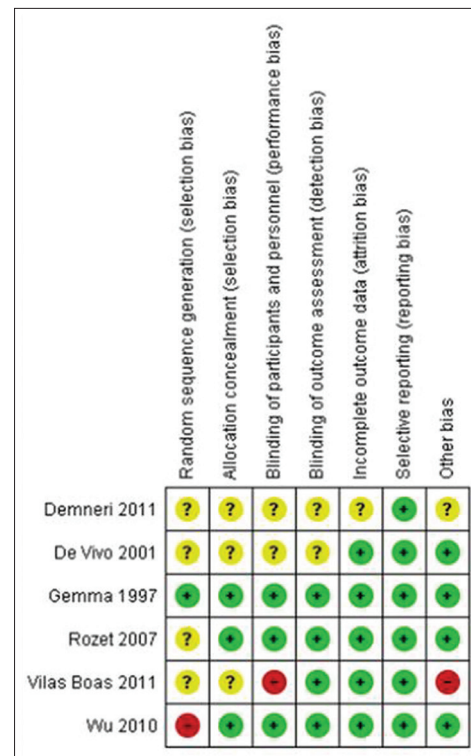 Random sequence generation (selection bias)
Allocation concealment (selection bias)
Blinding of participants and personnel (performance bias)
Blinding of outcome assessment (detection bias)
Incomplete outcome data (attrition bias)
Selective reporting (reporting bias)
Other bias
Demneri 2011 ? ? ? ? ? + ?
De Vivo 2001 ? ? ? ? + + +
Gemma 1997 + + + + + + +
Rozet 2007 ? + + + + + +
Vilas Boas 2011 ? ? - + + + -
Wu 2010 - + + + + + +